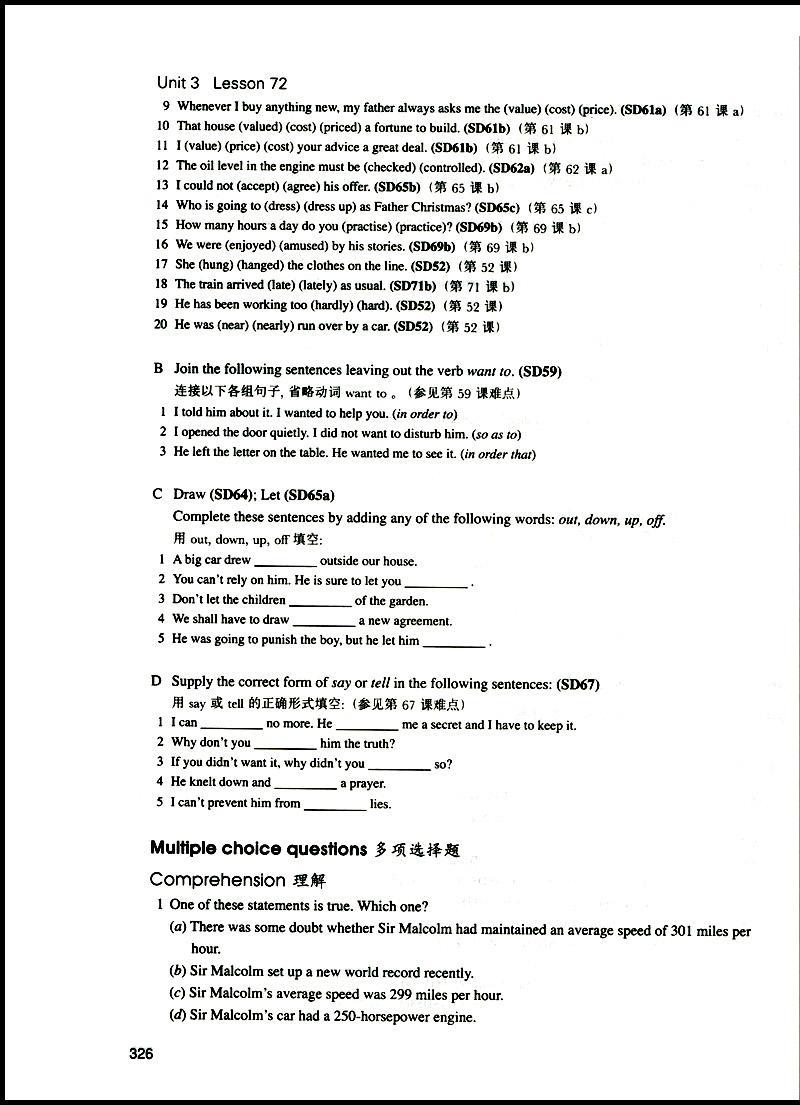 Unit 3 Lesson 72
9 Whenever I buy anything new, my father always asks me the (value) (cost) (price). (SD61a) (第 61 课 a)
10 That house (valued) (cost) (priced) a fortune to build. (SD61b) (第 61 课 b)
11 I (value) (price) (cost) your advice a great deal. (SD61b) (第 61 课 b)
12 The oil level in the engine must be (checked) (controlled). (SD62a) (第 62 课 a)
13 I could not (accept) (agree) his offer. (SD65b) (第 65 课 b)
14 Who is going to (dress) (dress up) as Father Christmas? (SD65c) (第 65 课 c)
15 How many hours a day do you (practise) (practice)? (SD69b) (第 69 课 b)
16 We were (enjoyed) (amused) by his stories. (SD69b) (第 69 课 b)
17 She (hung) (hanged) the clothes on the line. (SD52) (第 52 课)
18 The train arrived (late) (lately) as usual. (SD71b) (第 71 课 b)
19 He has been working too (hardly) (hard). (SD52) (第 52 课)
20 He was (near) (nearly) run over by a car. (SD52) (第 52 课)
B Join the following sentences leaving out the verb want to. (SD59)
连接以下各组句子, 省略动词 want to 。(参见第 59 课难点)
1 I told him about it. I wanted to help you. (in order to)
2 I opened the door quietly. I did not want to disturb him. (so as to)
3 He left the letter on the table. He wanted me to see it. (in order that)
C Draw (SD64); Let (SD65a)
Complete these sentences by adding any of the following words: out, down, up, off.
用 out, down, up, off 填空:
1 A big car drew __________ outside our house.
2 You can't rely on him. He is sure to let you __________ .
3 Don't let the children __________ of the garden.
4 We shall have to draw __________ a new agreement.
5 He was going to punish the boy, but he let him __________ .
D Supply the correct form of say or tell in the following sentences: (SD67)
用 say 或 tell 的正确形式填空: (参见第 67 课难点)
1 I can __________ no more. He __________ me a secret and I have to keep it.
2 Why don't you __________ him the truth?
3 If you didn't want it, why didn't you __________ so?
4 He knelt down and __________ a prayer.
5 I can't prevent him from __________ lies.
Multiple choice questions 多项选择题
Comprehension 理解
1 One of these statements is true. Which one?
(a) There was some doubt whether Sir Malcolm had maintained an average speed of 301 miles per
hour.
(b) Sir Malcolm set up a new world record recently.
(c) Sir Malcolm's average speed was 299 miles per hour.
(d) Sir Malcolm's car had a 250-horsepower engine.
326